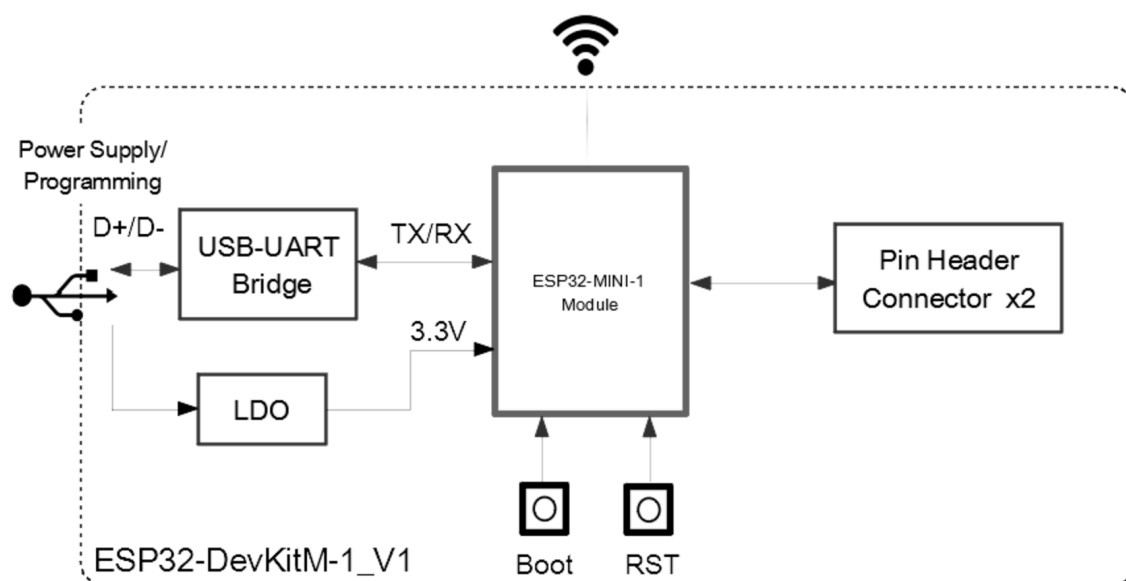 Power Supply/
Programming
D+/D-
USB-UART
Bridge
TX/RX
ESP32-MINI-1
Module
Pin Header
Connector x2
3.3V
LDO
Boot
RST
ESP32-DevKitM-1_V1